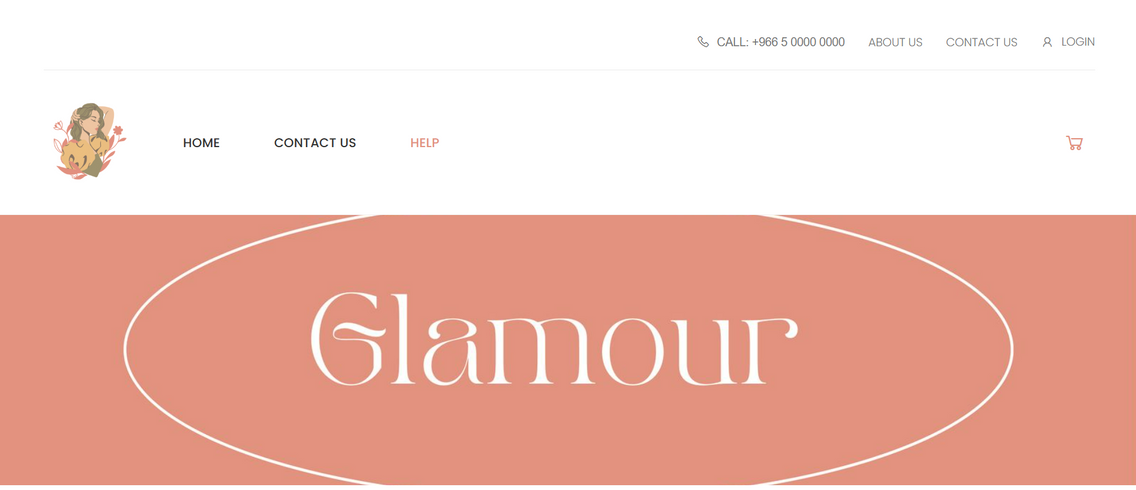 CALL: +966 5 0000 0000 ABOUT US CONTACT US LOGIN
HOME CONTACT US HELP
Glamour